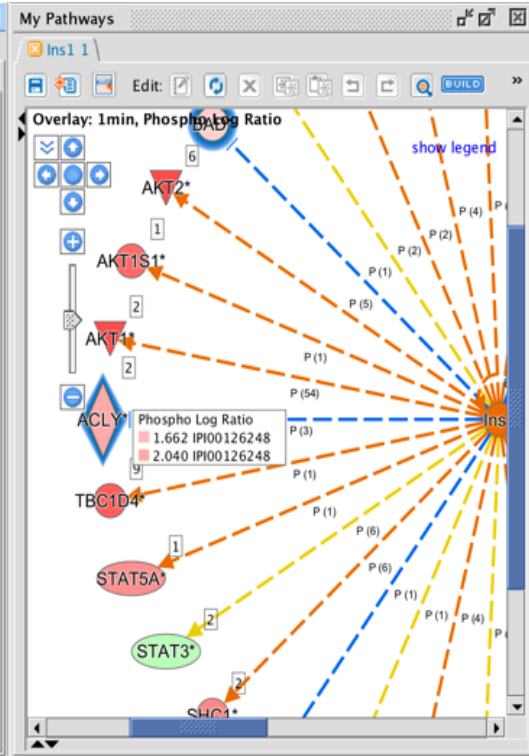 My Pathways
Ins1 1
Edit:
BUILD
»
Overlay: 1min, Phospho Log Ratio
BAD
show legend
6
AKT2*
P (4)
P (2)
P (2)
1
AKT1S1*
P (1)
P (5)
2
AKT1*
P (1)
2
P (54)
ACLY*
Phospho Log Ratio
1.662 IPI00126248
2.040 IPI00126248
Ins
P (3)
9
P (1)
TBC1D4*
P (1)
1
P (6)
STAT5A*
P (6)
P (1)
2
P (1)
P (4)
STAT3*
2
SHC1*